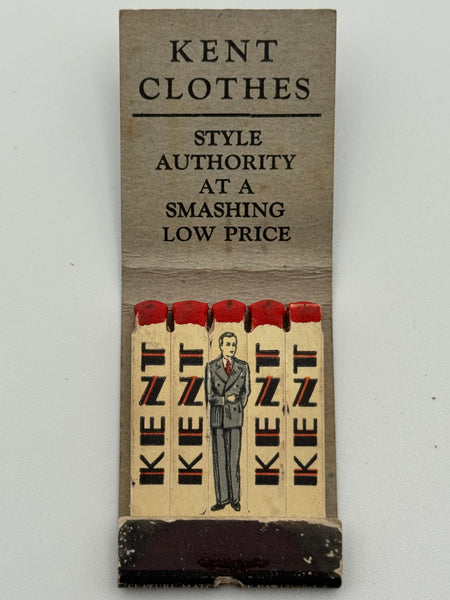 KENT
CLOTHES
STYLE
AUTHORITY
AT A
SMASHING
LOW PRICE
KENT
KENT
KENT
KENT